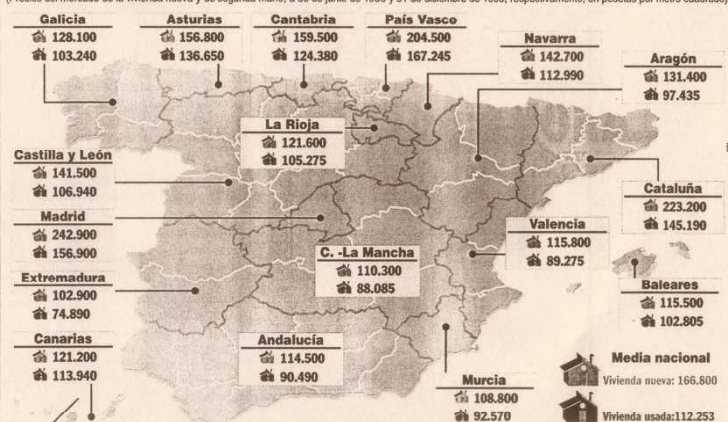 Galicia
128.100
103.240
Asturias
156.800
136.650
Cantabria
159.500
124.380
País Vasco
204.500
167.245
Navarra
142.700
112.990
Aragón
131.400
97.435
La Rioja
121.600
105.275
Castilla y León
141.500
106.940
Cataluña
223.200
145.190
Madrid
242.900
156.900
Valencia
115.800
89.275
C. -La Mancha
110.300
88.085
Extremadura
102.900
74.890
Baleares
115.500
102.805
Canarias
121.200
113.940
Andalucía
114.500
90.490
Murcia
108.800
92.570
Media nacional
Vivienda nueva: 166.800
Vivienda usada:112.253